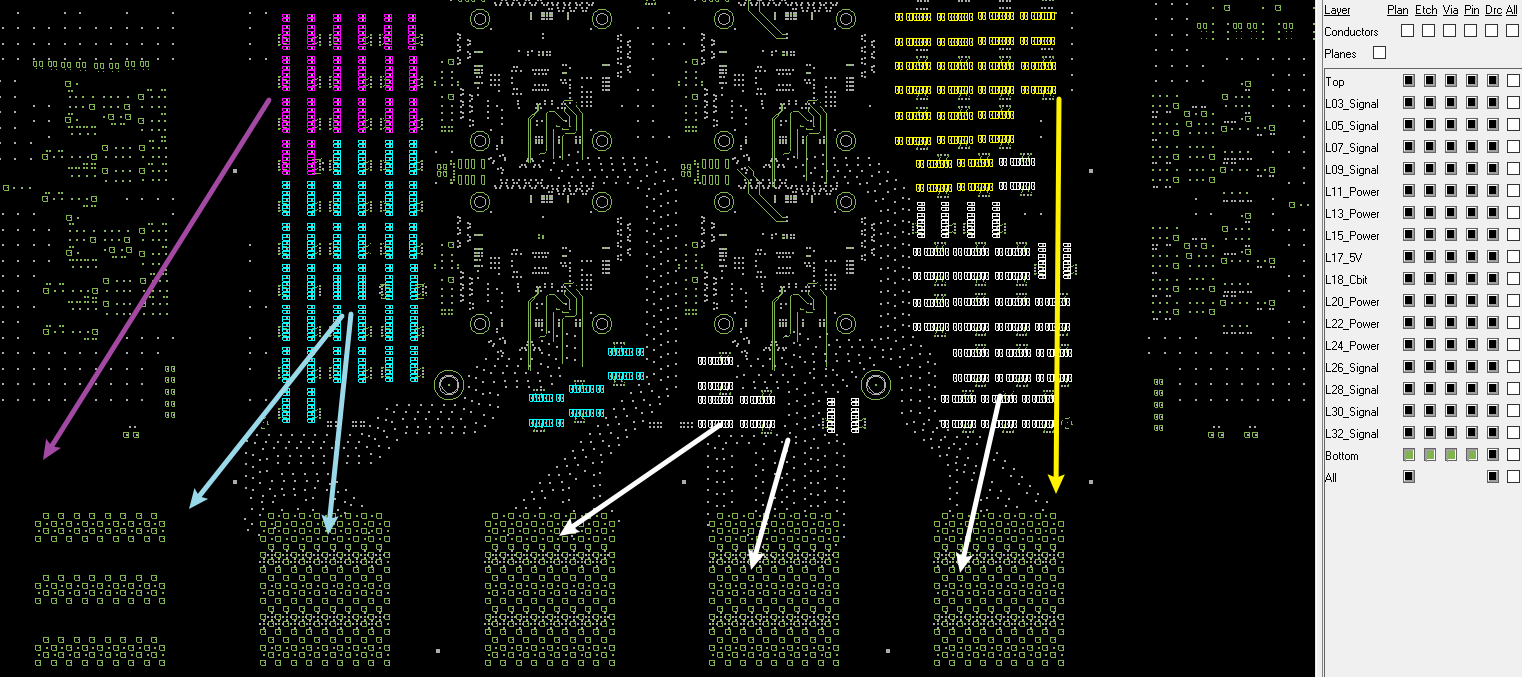 Layer Plan Etch Via Pin Drc All
Conductors
Planes
Top
L03_Signal
L05_Signal
L07_Signal
L09_Signal
L11_Power
L13_Power
L15_Power
L17_5V
L18_Cbit
L20_Power
L22_Power
L24_Power
L26_Signal
L28_Signal
L30_Signal
L32_Signal
Bottom
All